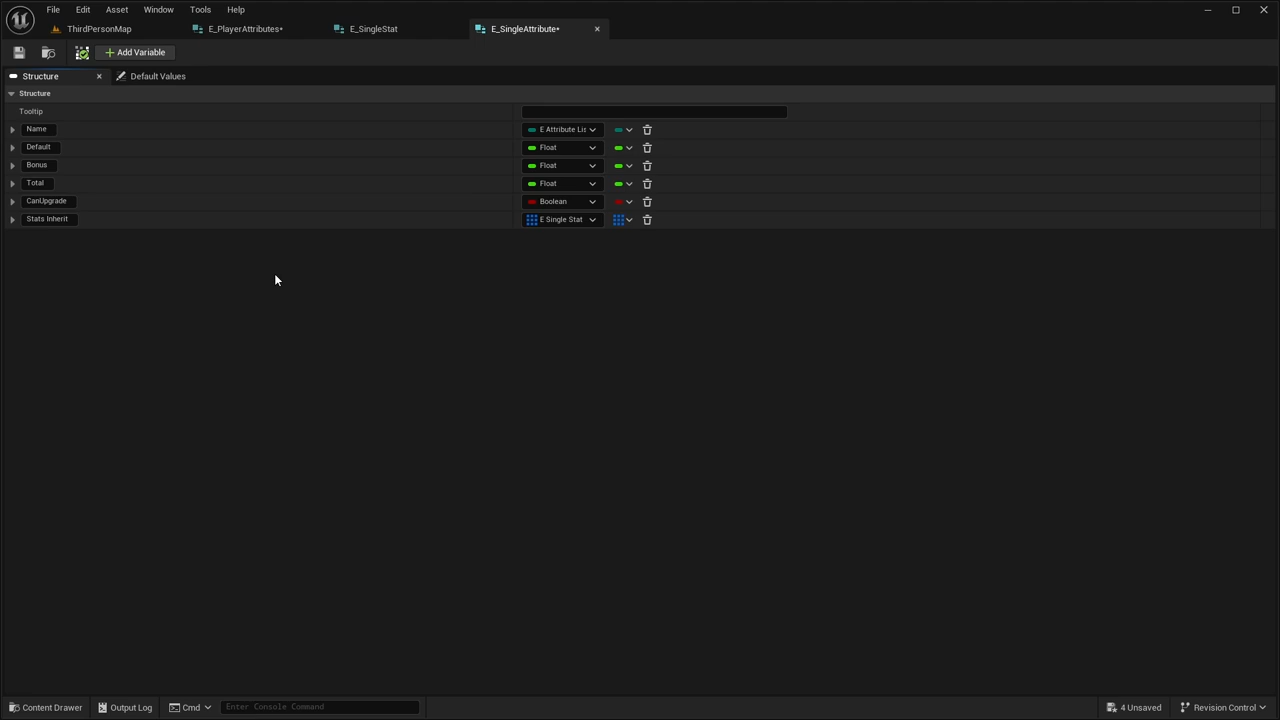 File Edit Asset Window Tools Help
ThirdPersonMap E_PlayerAttributes* E_SingleStat E_SingleAttribute*
Add Variable
Structure Default Values
Structure
Tooltip
Name E Attribute Lis
Default Float
Bonus Float
Total Float
CanUpgrade Boolean
Stats Inherit E Single Stat
Content Drawer Output Log Cmd Enter Console Command 4 Unsaved Revision Control